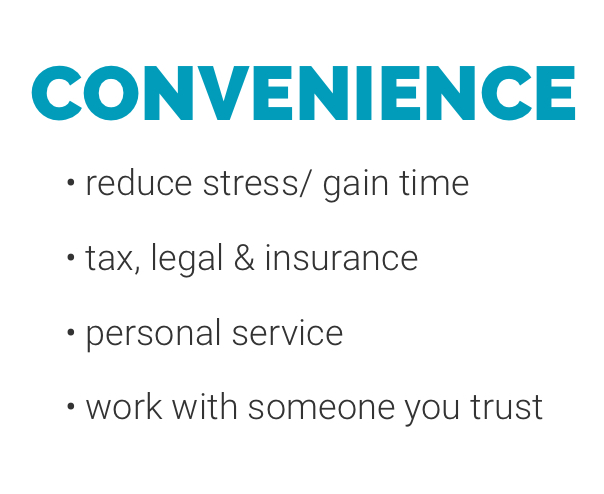 CONVENIENCE
• reduce stress/ gain time
• tax, legal & insurance
• personal service
• work with someone you trust